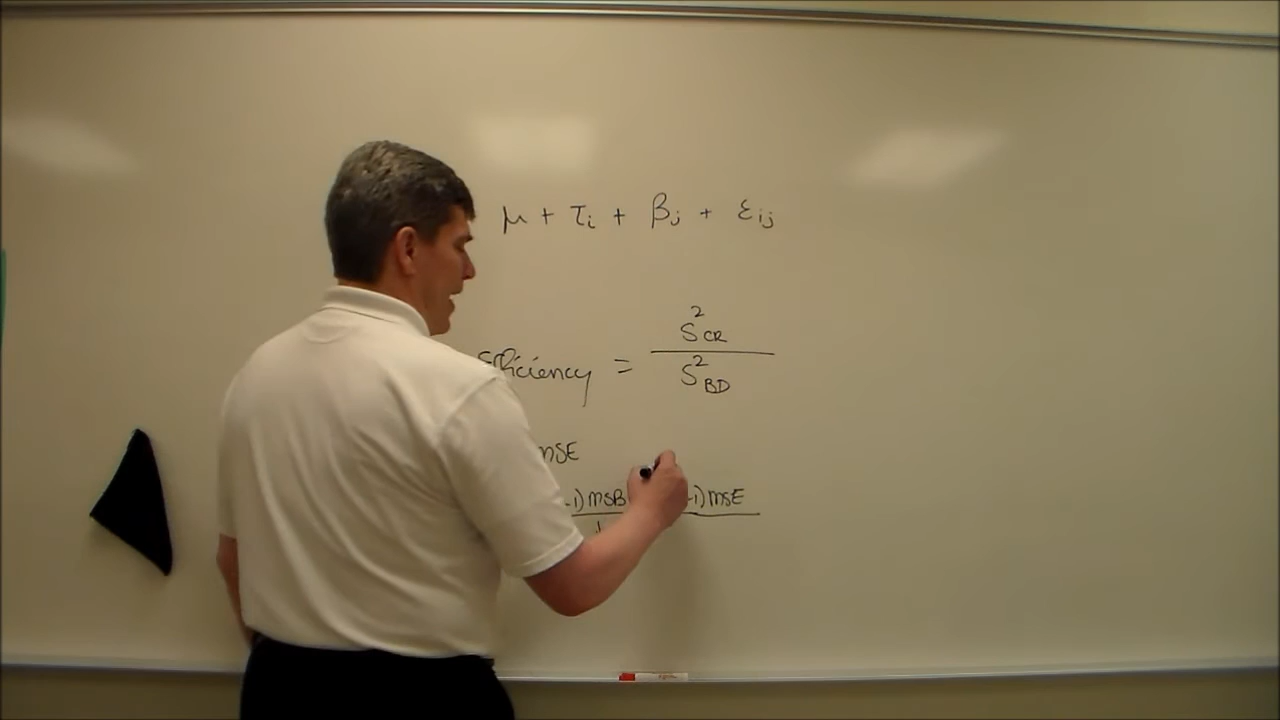 μ + τi + βj + εij
Efficiency = S²CR / S²BD
MSE
-1) MSB -1) MSE